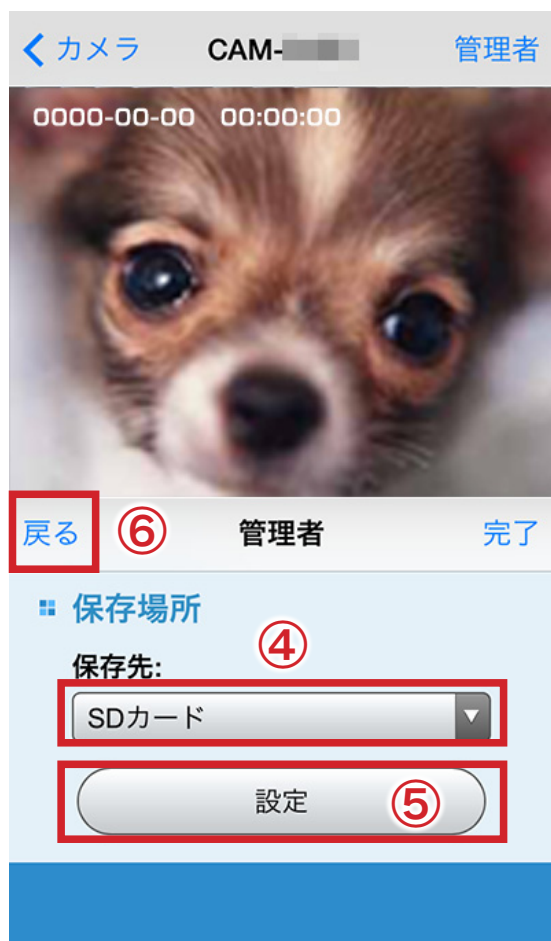 カメラ CAM- 管理者
0000-00-00 00:00:00
戻る ⑥ 管理者 完了
保存場所
④
保存先:
SDカード
設定 ⑤